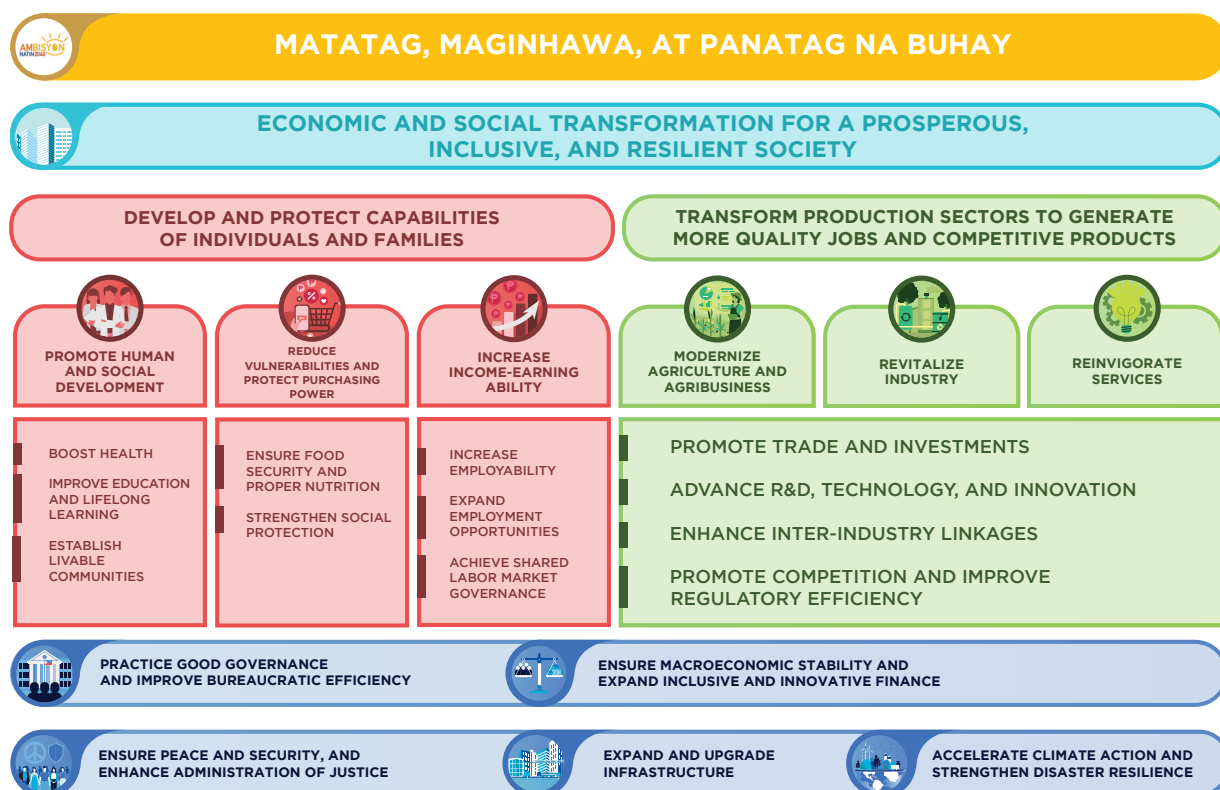 AMBISYON
NATIN 2040
MATATAG, MAGINHAWA, AT PANATAG NA BUHAY
ECONOMIC AND SOCIAL TRANSFORMATION FOR A PROSPEROUS,
INCLUSIVE, AND RESILIENT SOCIETY
DEVELOP AND PROTECT CAPABILITIES
OF INDIVIDUALS AND FAMILIES
TRANSFORM PRODUCTION SECTORS TO GENERATE
MORE QUALITY JOBS AND COMPETITIVE PRODUCTS
PROMOTE HUMAN
AND SOCIAL
DEVELOPMENT
REDUCE
VULNERABILITIES AND
PROTECT PURCHASING
POWER
INCREASE
INCOME-EARNING
ABILITY
MODERNIZE
AGRICULTURE AND
AGRIBUSINESS
REVITALIZE
INDUSTRY
REINVIGORATE
SERVICES
BOOST HEALTH
IMPROVE EDUCATION
AND LIFELONG
LEARNING
ESTABLISH
LIVABLE
COMMUNITIES
ENSURE FOOD
SECURITY AND
PROPER NUTRITION
STRENGTHEN SOCIAL
PROTECTION
INCREASE
EMPLOYABILITY
EXPAND
EMPLOYMENT
OPPORTUNITIES
ACHIEVE SHARED
LABOR MARKET
GOVERNANCE
PROMOTE TRADE AND INVESTMENTS
ADVANCE R&D, TECHNOLOGY, AND INNOVATION
ENHANCE INTER-INDUSTRY LINKAGES
PROMOTE COMPETITION AND IMPROVE
REGULATORY EFFICIENCY
PRACTICE GOOD GOVERNANCE
AND IMPROVE BUREAUCRATIC EFFICIENCY
ENSURE MACROECONOMIC STABILITY AND
EXPAND INCLUSIVE AND INNOVATIVE FINANCE
ENSURE PEACE AND SECURITY, AND
ENHANCE ADMINISTRATION OF JUSTICE
EXPAND AND UPGRADE
INFRASTRUCTURE
ACCELERATE CLIMATE ACTION AND
STRENGTHEN DISASTER RESILIENCE